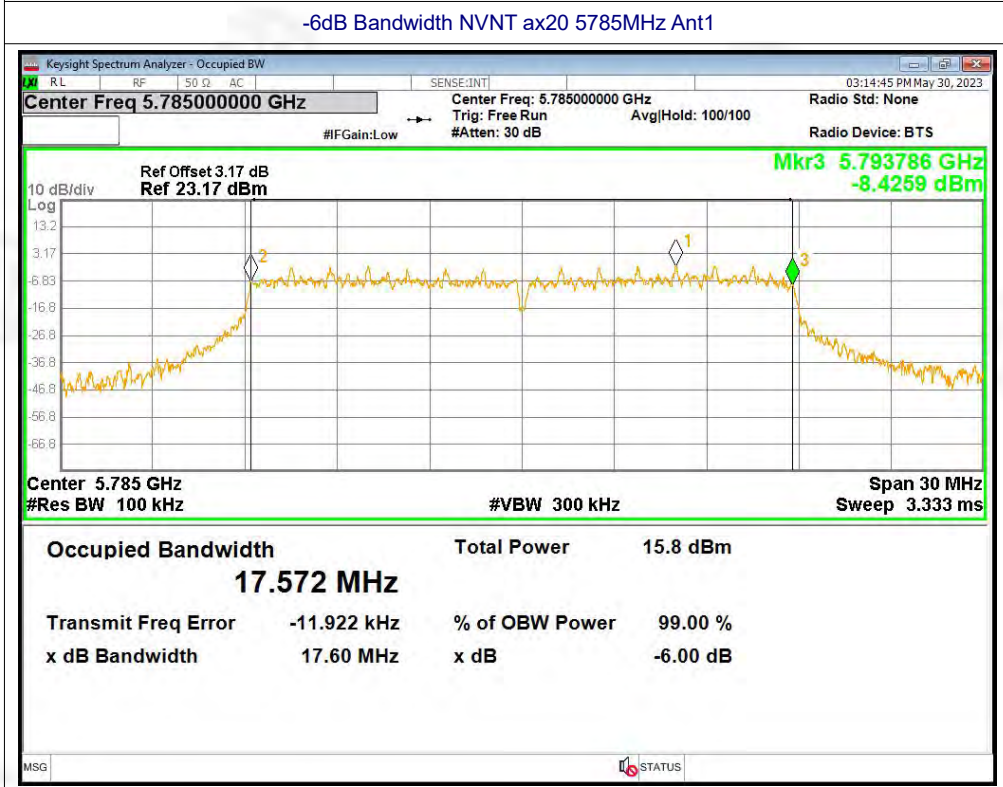 -6dB Bandwidth NVNT ax20 5785MHz Ant1
Keysight Spectrum Analyzer - Occupied BW
LXI RL RF 50 Ω AC SENSE:INT 03:14:45 PM May 30, 2023
Center Freq 5.785000000 GHz Center Freq: 5.785000000 GHz Radio Std: None
Trig: Free Run Avg|Hold: 100/100
#IFGain:Low #Atten: 30 dB Radio Device: BTS
Mkr3 5.793786 GHz
-8.4259 dBm
Ref Offset 3.17 dB
10 dB/div Ref 23.17 dBm
Log
13.2
3.17
-6.83
-16.8
-26.8
-36.8
-46.8
-56.8
-66.8
2
1
3
Center 5.785 GHz Span 30 MHz
#Res BW 100 kHz #VBW 300 kHz Sweep 3.333 ms
Occupied Bandwidth Total Power 15.8 dBm
17.572 MHz
Transmit Freq Error -11.922 kHz % of OBW Power 99.00 %
x dB Bandwidth 17.60 MHz x dB -6.00 dB
MSG STATUS